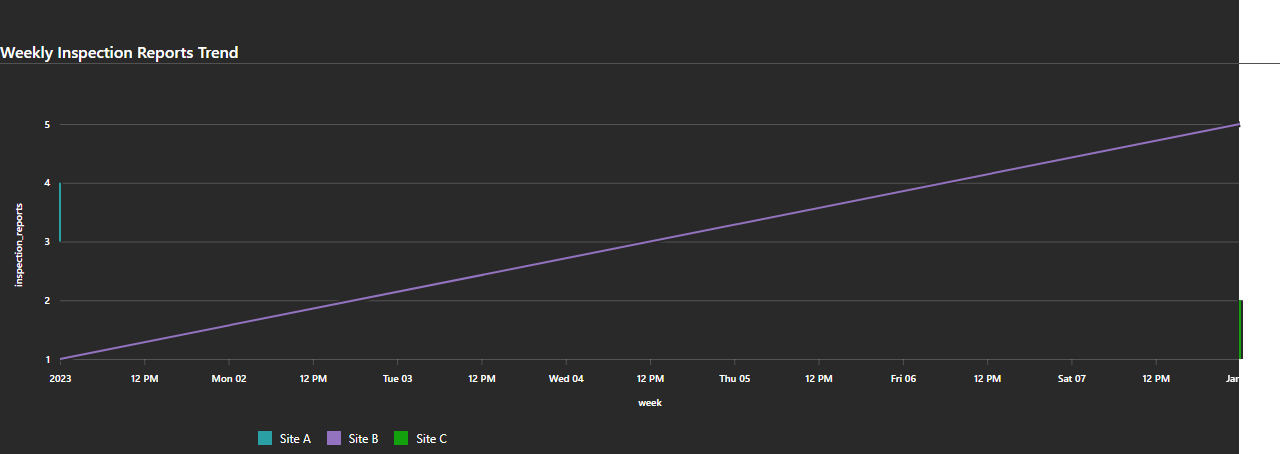 Weekly Inspection Reports Trend
5
4
3
2
1
inspection_reports
2023 12 PM Mon 02 12 PM Tue 03 12 PM Wed 04 12 PM Thu 05 12 PM Fri 06 12 PM Sat 07 12 PM Jan
week
Site A Site B Site C